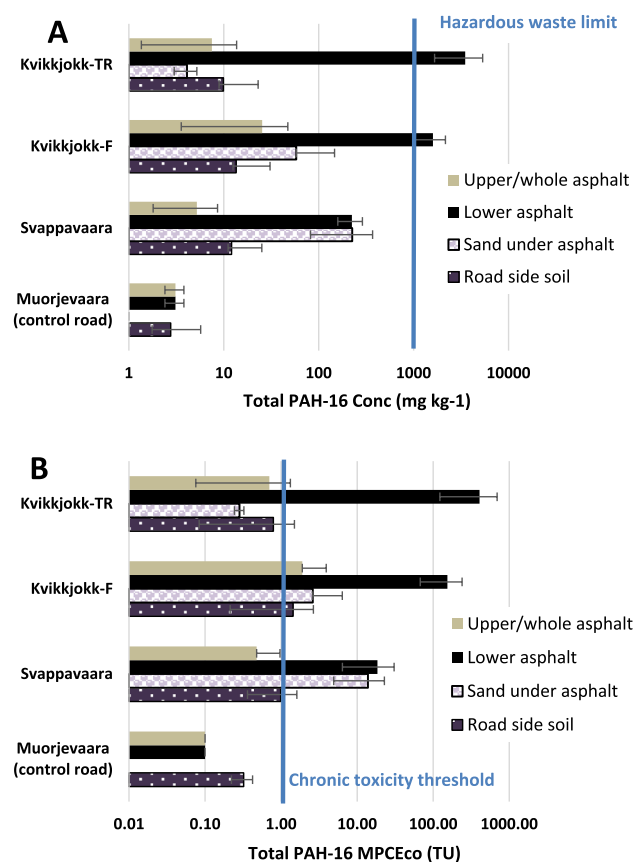 A
Hazardous waste limit
Kvikkjokk-TR
Kvikkjokk-F
Svappavaara
Muorjevaara
(control road)
Upper/whole asphalt
Lower asphalt
Sand under asphalt
Road side soil
1 10 100 1000 10000
Total PAH-16 Conc (mg kg-1)
B
Kvikkjokk-TR
Kvikkjokk-F
Svappavaara
Muorjevaara
(control road)
Upper/whole asphalt
Lower asphalt
Sand under asphalt
Road side soil
Chronic toxicity threshold
0.01 0.10 1.00 10.00 100.00 1000.00
Total PAH-16 MPCEco (TU)